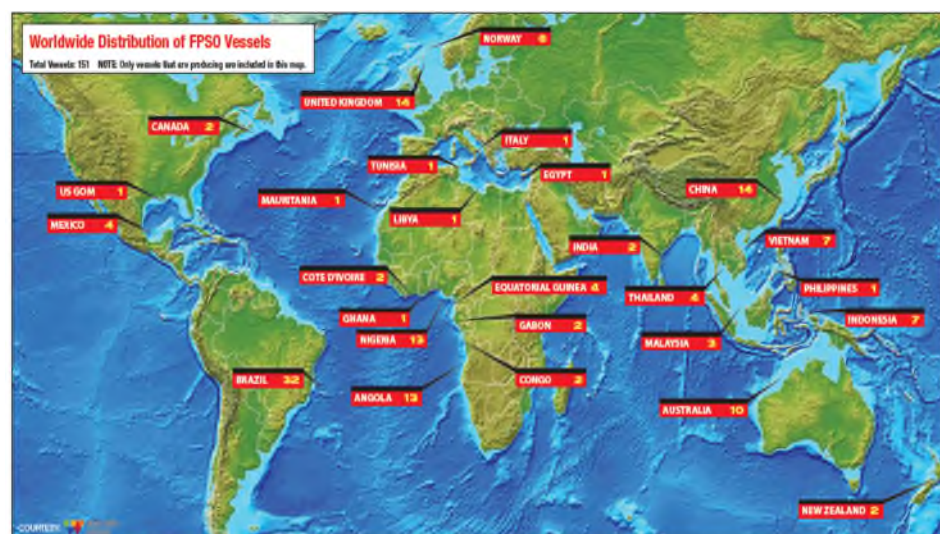 Worldwide Distribution of FPSO Vessels
Total Vessels: 151 NOTE: Only vessels that are producing are included in this map.
NORWAY
UNITED KINGDOM 14
CANADA 2
ITALY 1
TUNISIA 1
EGYPT 1
CHINA 14
US GOM 1
MAURITANIA 1
LIBYA 1
MEXICO 4
INDIA 2
VIETNAM 7
COTE D'IVOIRE 2
EQUATORIAL GUINEA 4
THAILAND 4
PHILIPPINES 1
GHANA 1
GABON 2
INDONESIA 7
NIGERIA 13
MALAYSIA 3
BRAZIL 32
CONGO
ANGOLA 13
AUSTRALIA 10
NEW ZEALAND 2
COURTESY: